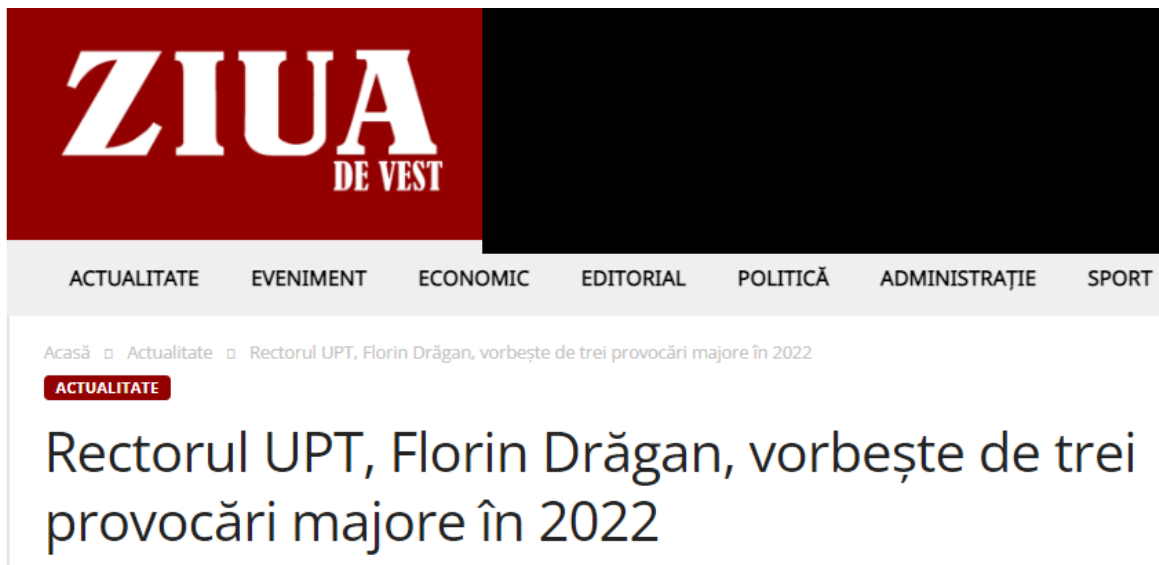 ZIUA
DE VEST
ACTUALITATE EVENIMENT ECONOMIC EDITORIAL POLITICĂ ADMINISTRAȚIE SPORT
Acasă Actualitate Rectorul UPT, Florin Drăgan, vorbește de trei provocări majore în 2022
ACTUALITATE
Rectorul UPT, Florin Drăgan, vorbește de trei
provocări majore în 2022